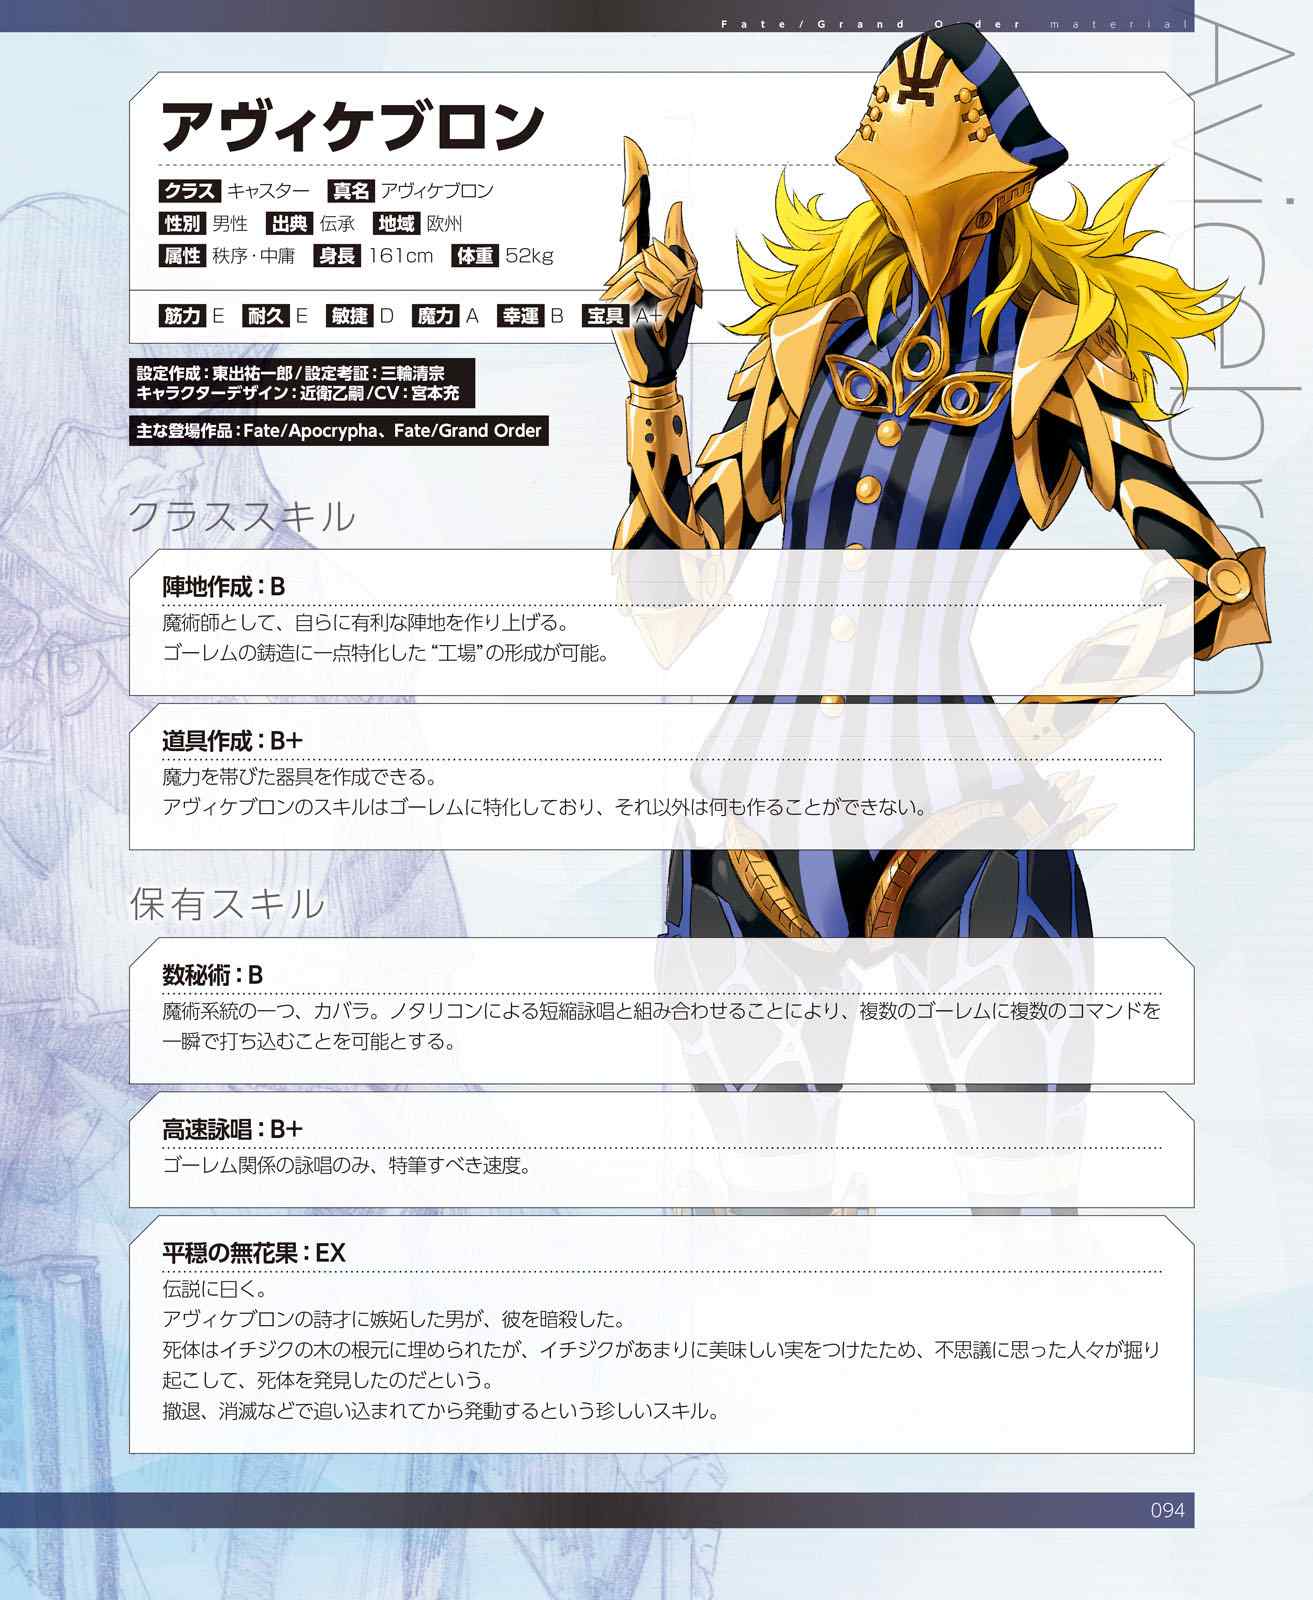 Fate/Grand Order material
Avicebron
アヴィケブロン
クラス キャスター 真名 アヴィケブロン
性別 男性 出典 伝承 地域 欧州
属性 秩序・中庸 身長 161cm 体重 52kg
筋力 E 耐久 E 敏捷 D 魔力 A 幸運 B 宝具 A+
設定作成：東出祐一郎/設定考証：三輪清宗
キャラクターデザイン：近衛乙嗣/CV：宮本充
主な登場作品：Fate/Apocrypha、Fate/Grand Order
クラススキル
陣地作成：B
魔術師として、自らに有利な陣地を作り上げる。
ゴーレムの鋳造に一点特化した“工場”の形成が可能。
道具作成：B+
魔力を帯びた器具を作成できる。
アヴィケブロンのスキルはゴーレムに特化しており、それ以外は何も作ることができない。
保有スキル
数秘術：B
魔術系統の一つ、カバラ。ノタリコンによる短縮詠唱と組み合わせることにより、複数のゴーレムに複数のコマンドを
一瞬で打ち込むことを可能とする。
高速詠唱：B+
ゴーレム関係の詠唱のみ、特筆すべき速度。
平穏の無花果：EX
伝説に曰く。
アヴィケブロンの詩才に嫉妬した男が、彼を暗殺した。
死体はイチジクの木の根元に埋められたが、イチジクがあまりに美味しい実をつけたため、不思議に思った人々が掘り
起こして、死体を発見したのだという。
撤退、消滅などで追い込まれてから発動するという珍しいスキル。
094